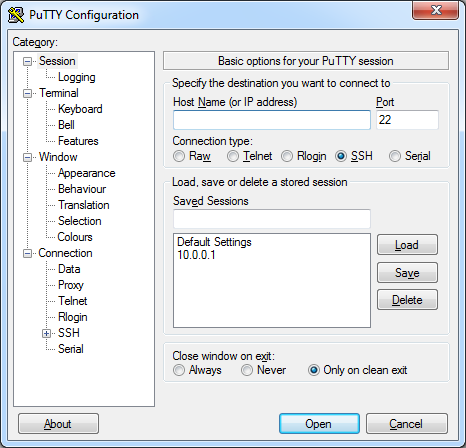 PuTTY Configuration
Category:
Session
Logging
Terminal
Keyboard
Bell
Features
Window
Appearance
Behaviour
Translation
Selection
Colours
Connection
Data
Proxy
Telnet
Rlogin
SSH
Serial
Basic options for your PuTTY session
Specify the destination you want to connect to
Host Name (or IP address) Port
22
Connection type:
Raw Telnet Rlogin SSH Serial
Load, save or delete a stored session
Saved Sessions
Default Settings
10.0.0.1
Load
Save
Delete
Close window on exit:
Always Never Only on clean exit
About Open Cancel